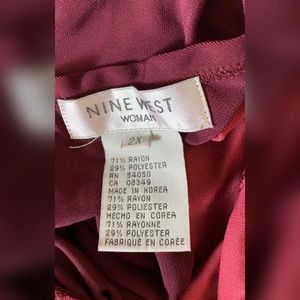 NINE WEST
WOMAN
2X
71% RAYON
29% POLYESTER
RN 54050
CA 08349
MADE IN KOREA
71% RAYON
29% POLIESTER
HECHO EN COREA
71% RAYONNE
29% POLYESTER
FABRIQUÉ EN CORÉE